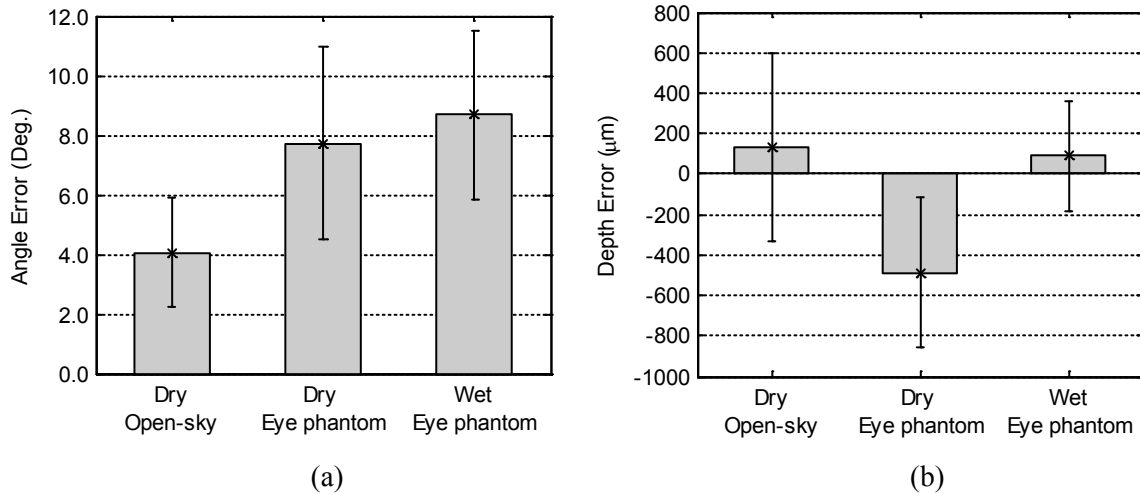 12.0
10.0
8.0
6.0
4.0
2.0
0.0
Angle Error (Deg.)
Dry Dry Wet
Open-sky Eye phantom Eye phantom
(a)
800
600
400
200
0
-200
-400
-600
-800
-1000
Depth Error (μm)
Dry Dry Wet
Open-sky Eye phantom Eye phantom
(b)